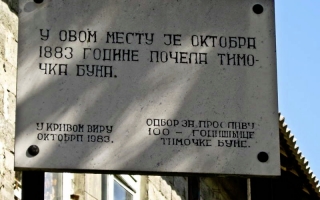 У ОВОМ МЕСТУ ЈЕ ОКТОБРА
1883 ГОДИНЕ ПОЧЕЛА ТИМО-
ЧКА БУНА.
У КРИВОМ ВИРУ
ОКТОБРА 1983.
ОДБОР ЗА ПРОСЛАВУ
100 – ГОДИШЊИЦЕ
ТИМОЧКЕ БУНЕ.